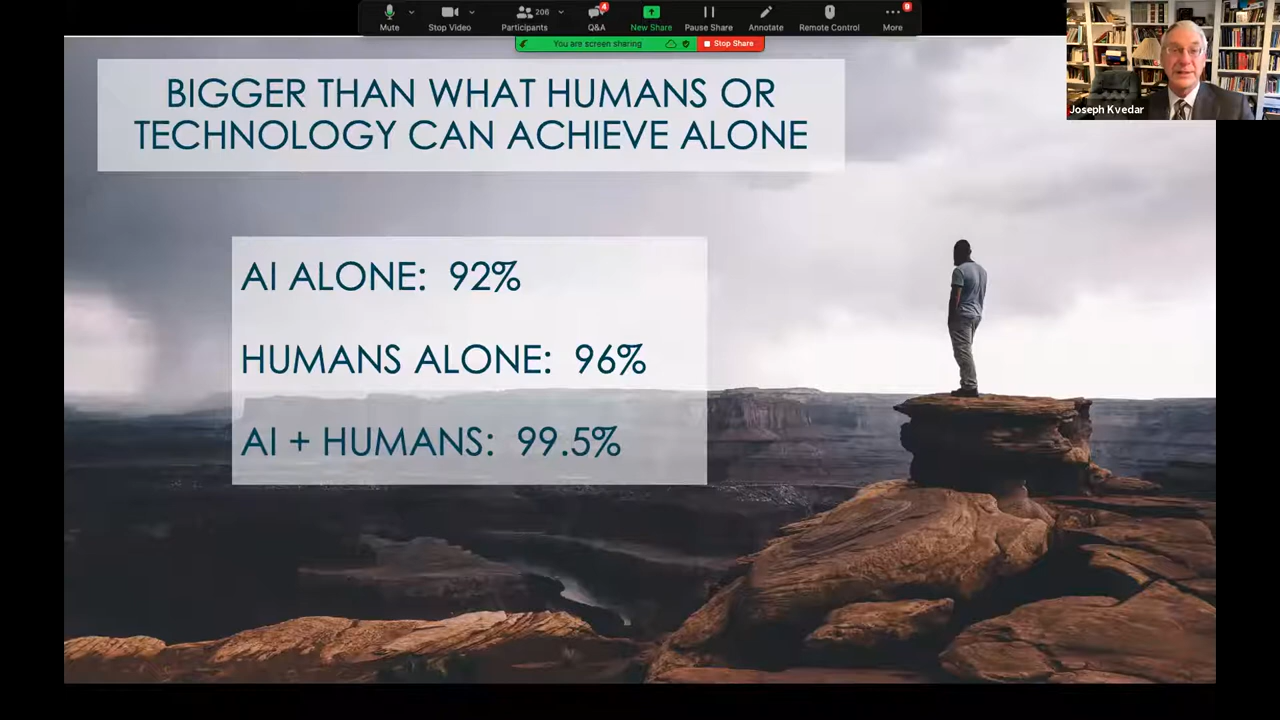 206
4
9
Mute
Stop Video
Participants
Q&A
New Share
Pause Share
Annotate
Remote Control
More
You are screen sharing
Stop Share
Joseph Kvedar
BIGGER THAN WHAT HUMANS OR
TECHNOLOGY CAN ACHIEVE ALONE
AI ALONE: 92%
HUMANS ALONE: 96%
AI + HUMANS: 99.5%